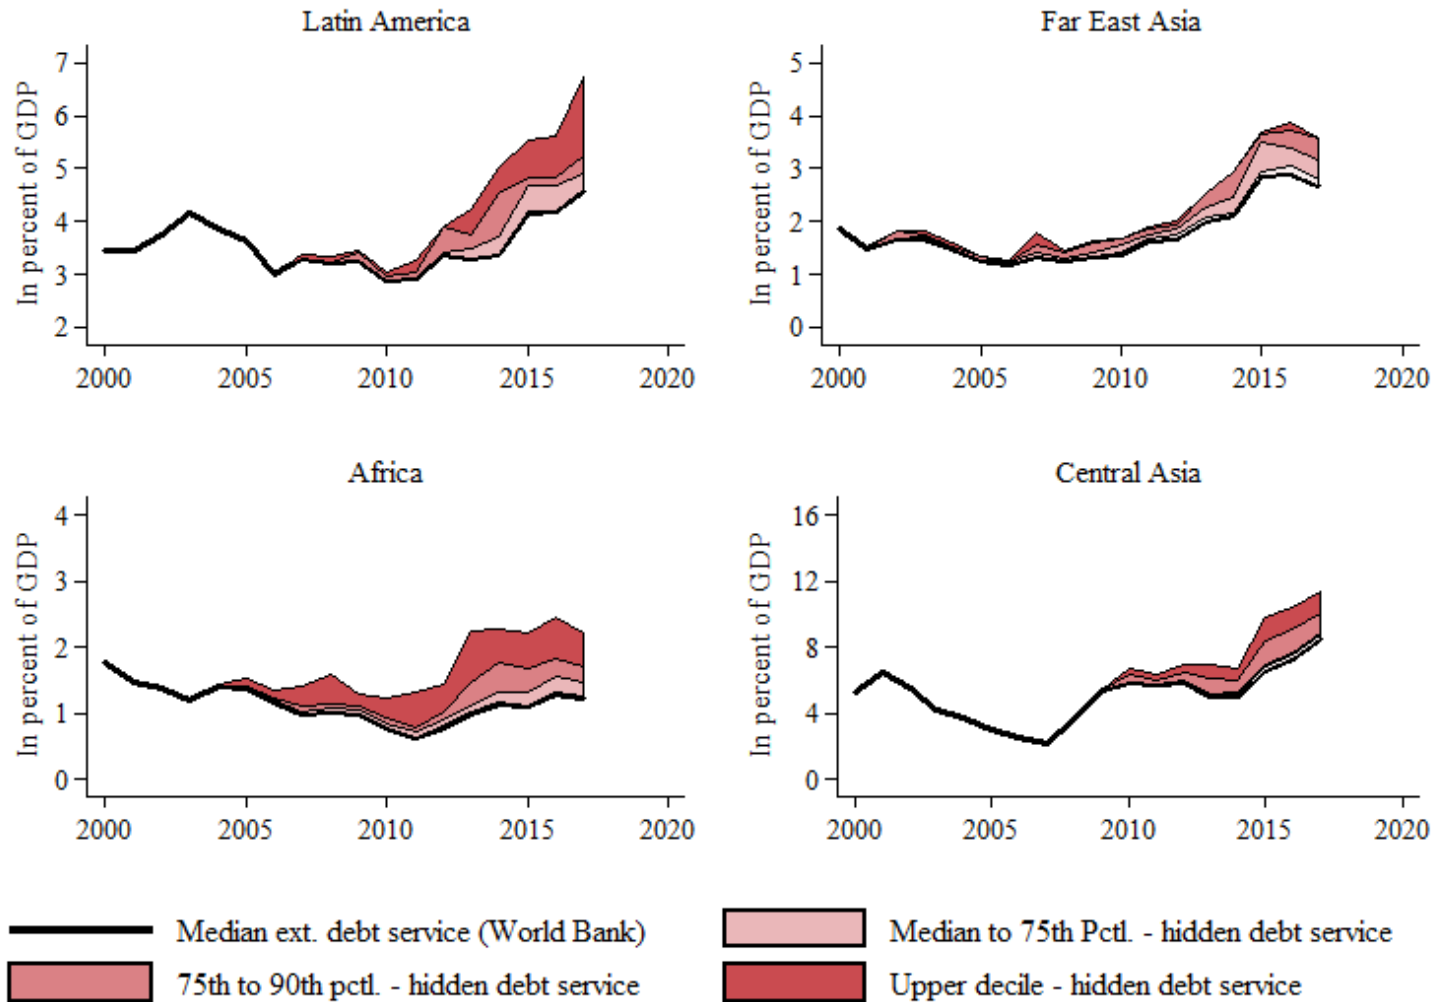 Latin America
In percent of GDP
7
6
5
4
3
2
2000 2005 2010 2015 2020
Far East Asia
In percent of GDP
5
4
3
2
1
0
2000 2005 2010 2015 2020
Africa
In percent of GDP
4
3
2
1
0
2000 2005 2010 2015 2020
Central Asia
In percent of GDP
16
12
8
4
0
2000 2005 2010 2015 2020
Median ext. debt service (World Bank)
Median to 75th Pctl. - hidden debt service
75th to 90th pctl. - hidden debt service
Upper decile - hidden debt service